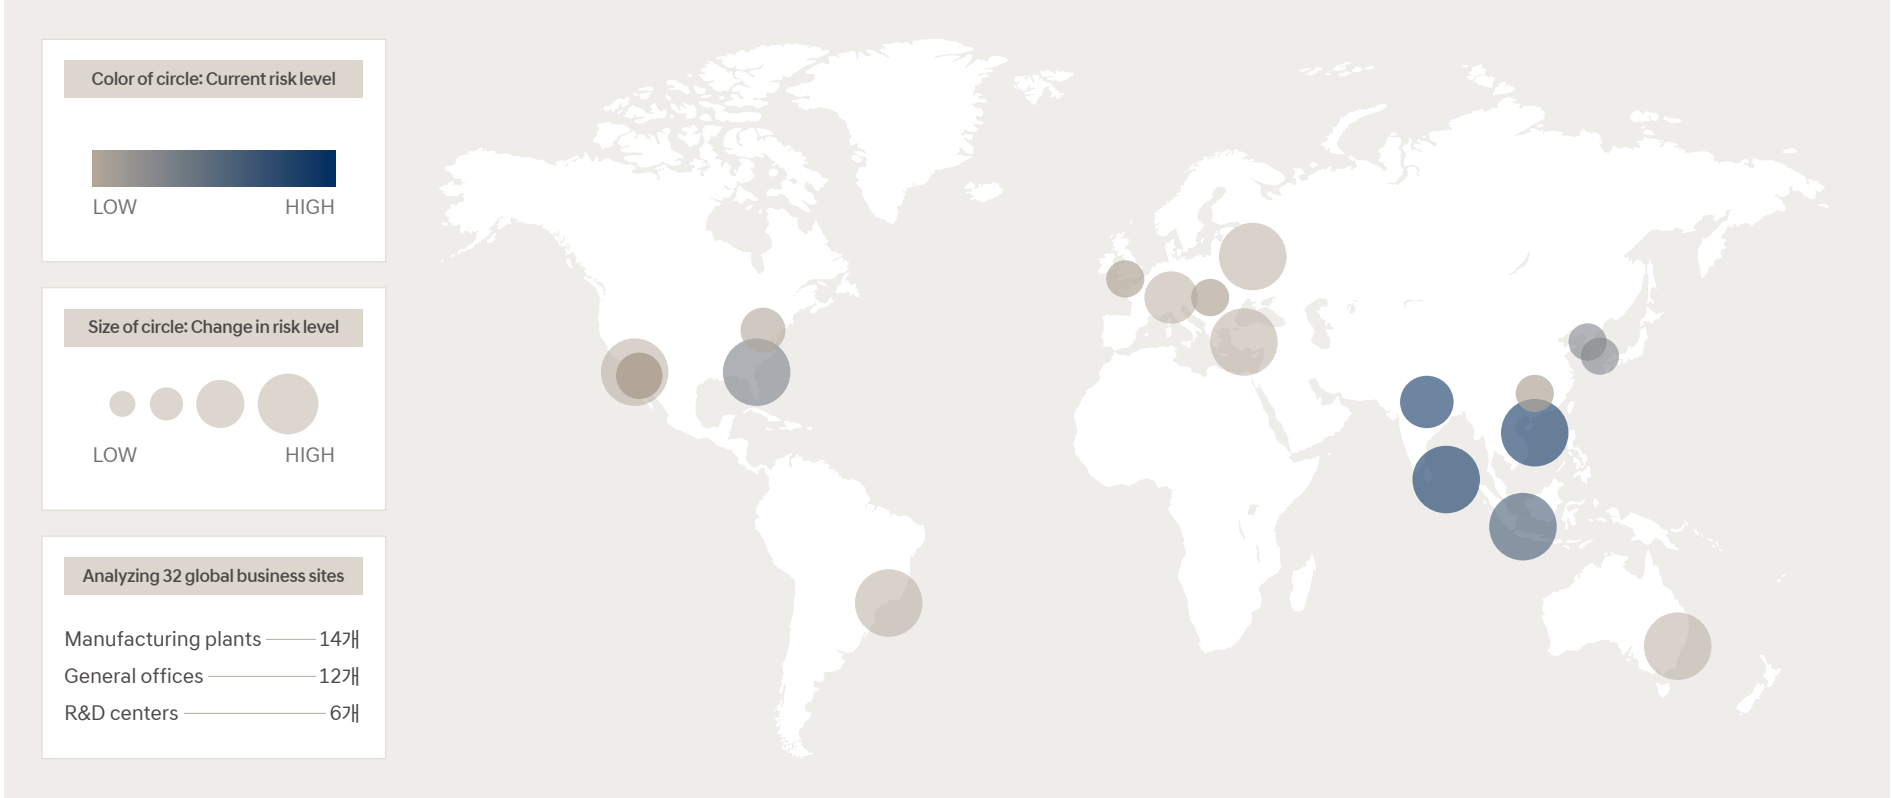 Color of circle: Current risk level
LOW HIGH
Size of circle: Change in risk level
LOW HIGH
Analyzing 32 global business sites
Manufacturing plants 14개
General offices 12개
R&D centers 6개